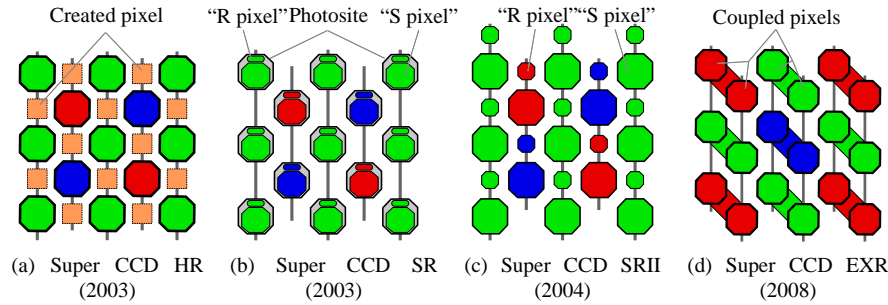 Created pixel
“R pixel” Photosite “S pixel”
“R pixel” “S pixel”
Coupled pixels
(a) Super CCD HR
(2003)
(b) Super CCD SR
(2003)
(c) Super CCD SRII
(2004)
(d) Super CCD EXR
(2008)